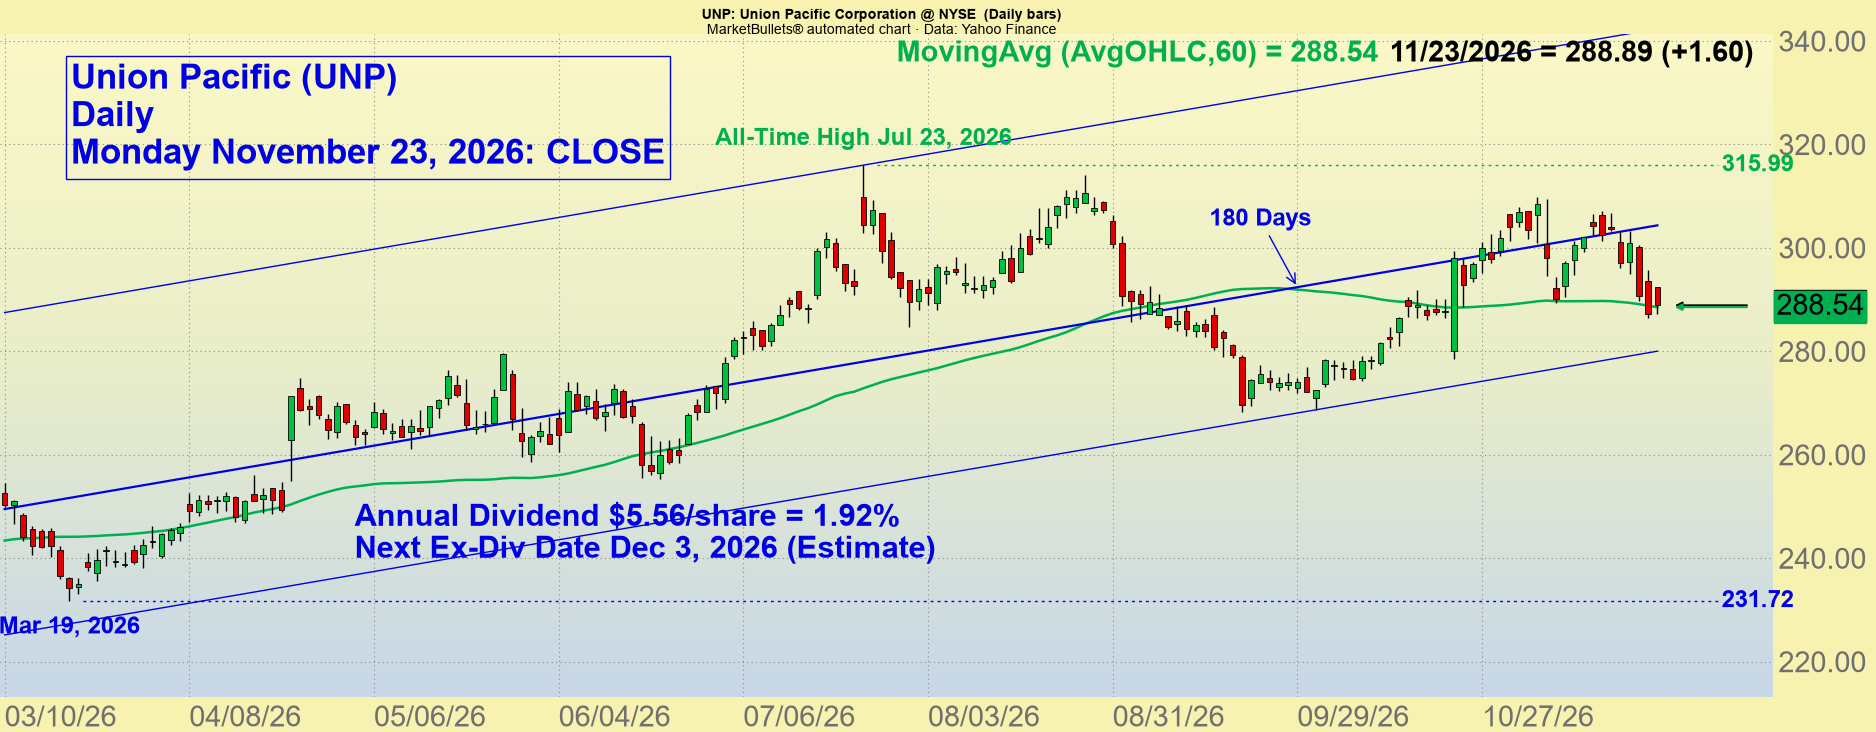 UNP: Union Pacific Corporation @ NYSE (Daily bars)
MarketBullets® automated chart · Data: Yahoo Finance
MovingAvg (AvgOHLC,60) = 288.54 11/23/2026 = 288.89 (+1.60)
340.00
Union Pacific (UNP)
Daily
Monday November 23, 2026: CLOSE
All-Time High Jul 23, 2026
320.00
315.99
180 Days
300.00
288.54
280.00
260.00
Annual Dividend $5.56/share = 1.92%
Next Ex-Div Date Dec 3, 2026 (Estimate)
240.00
231.72
Mar 19, 2026
220.00
03/10/26 04/08/26 05/06/26 06/04/26 07/06/26 08/03/26 08/31/26 09/29/26 10/27/26